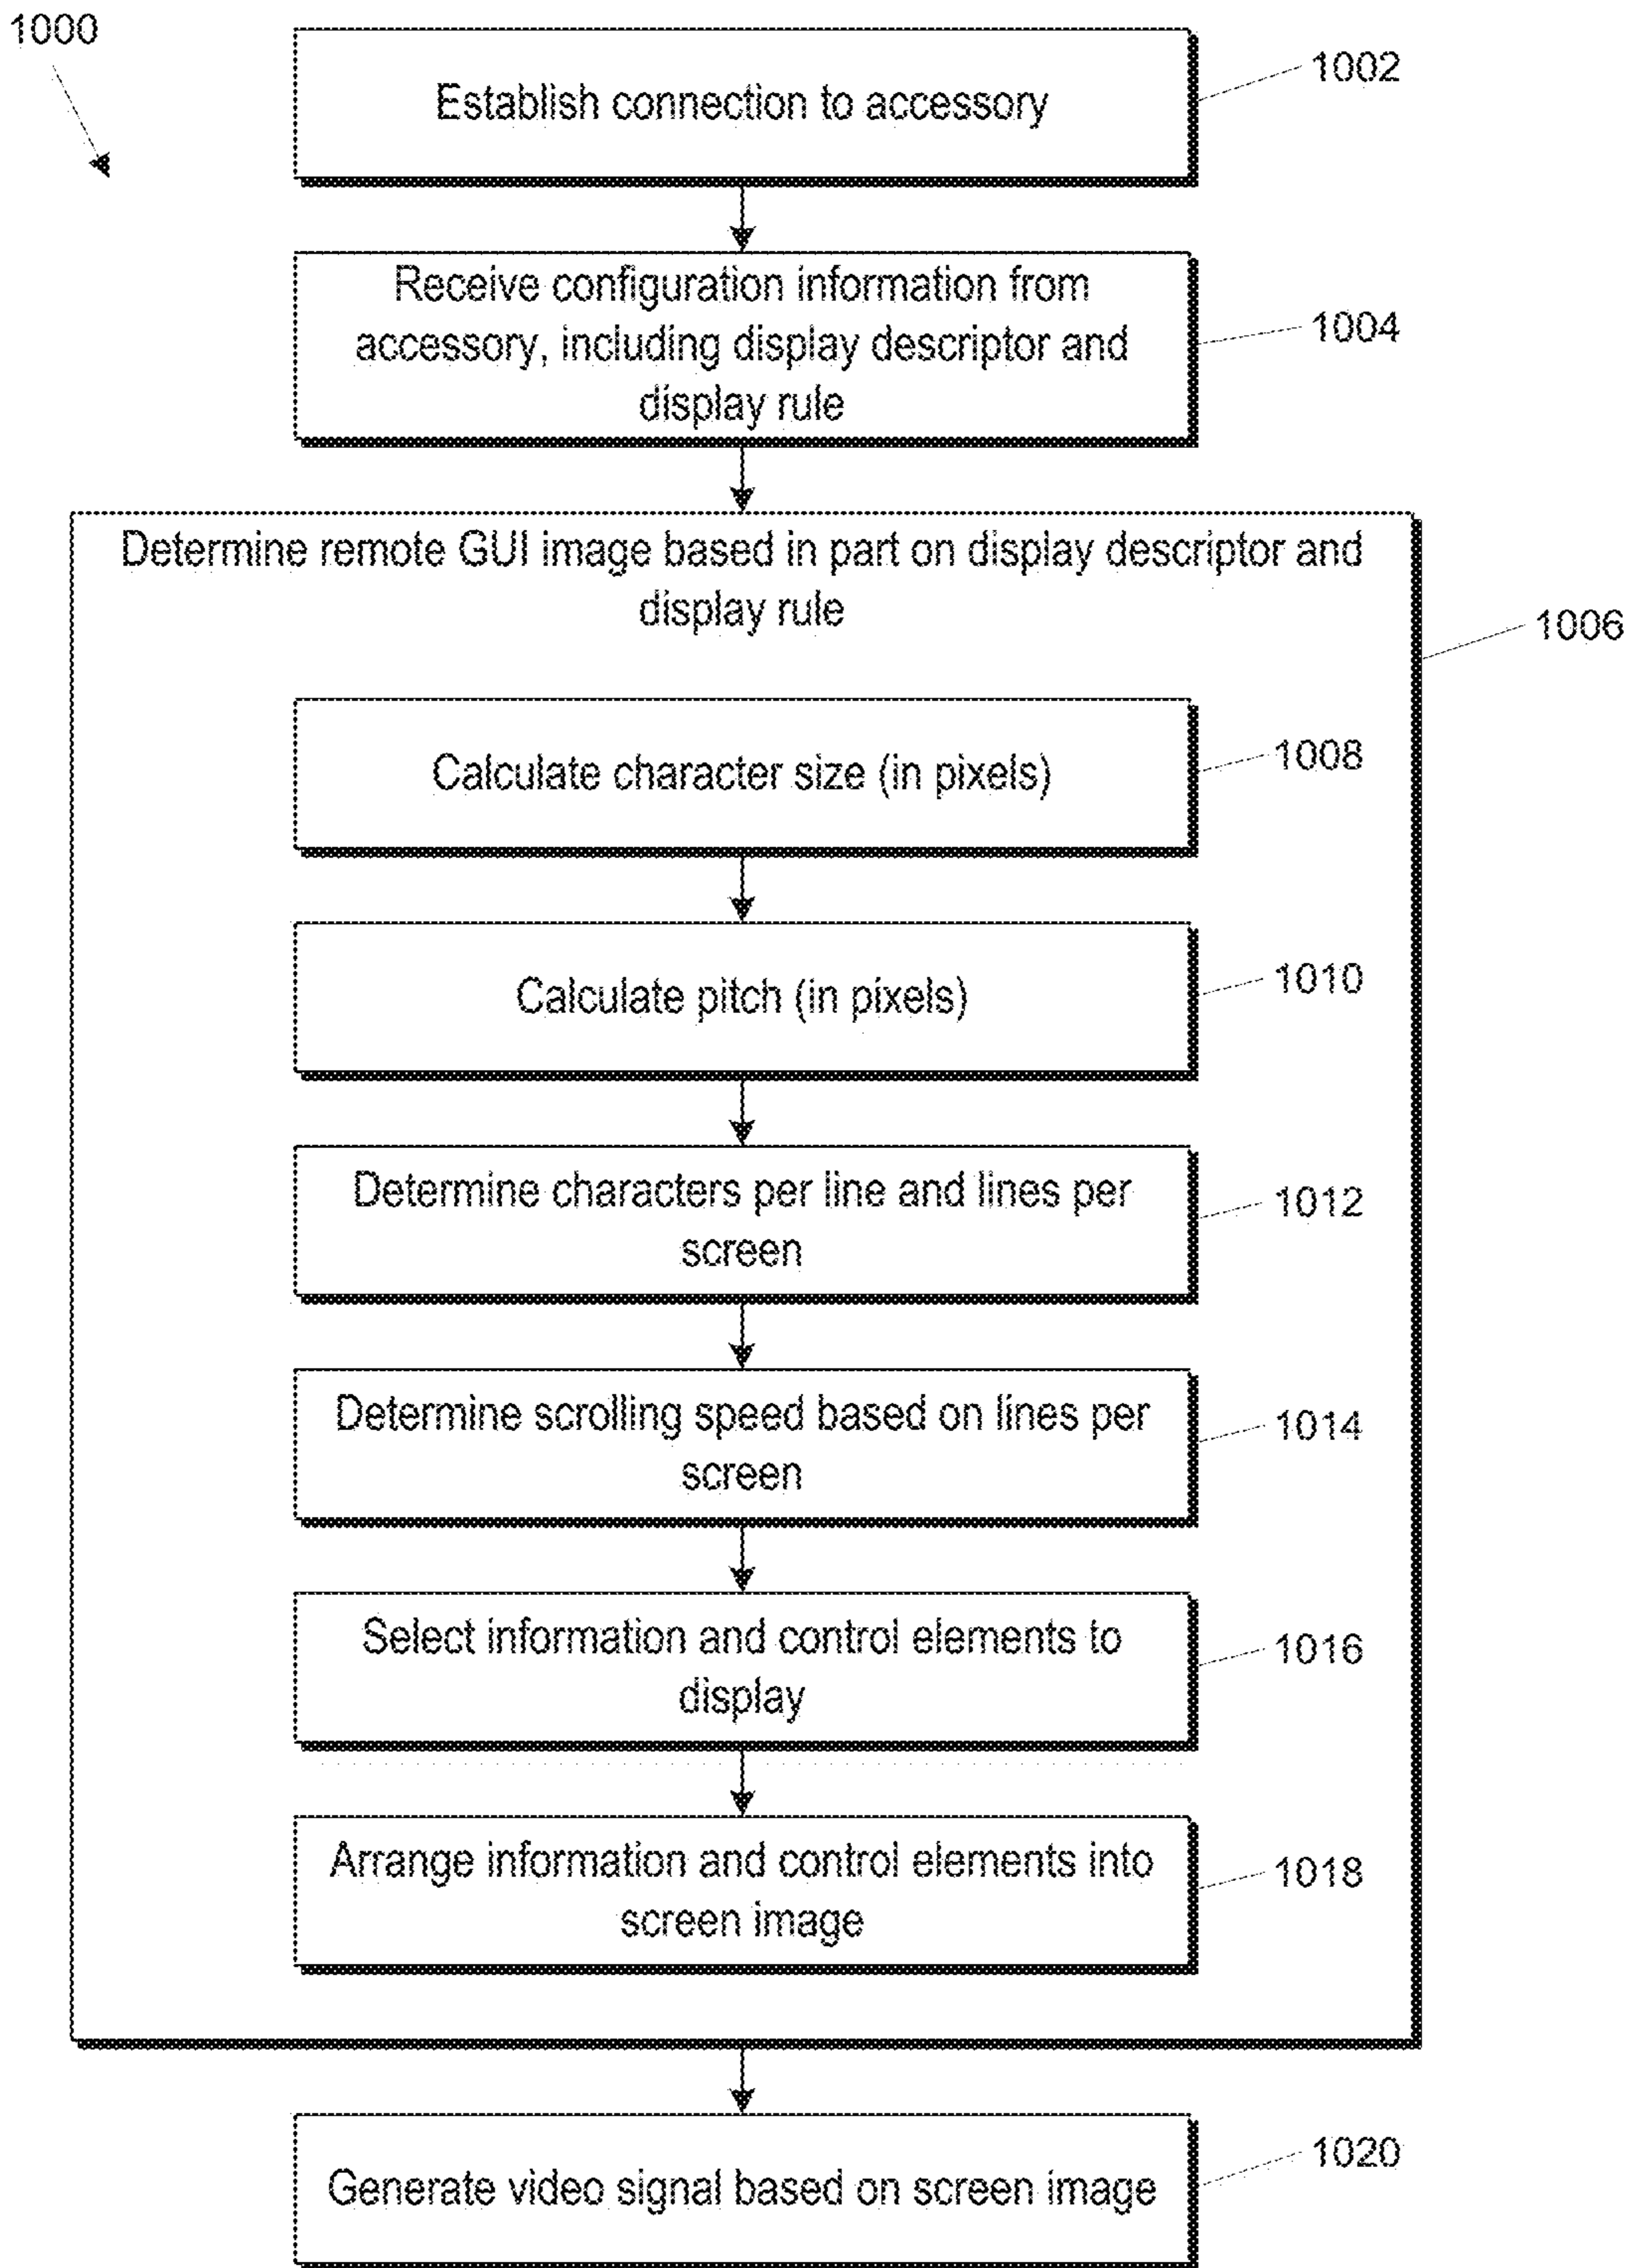 1000
Establish connection to accessory
1002
Receive configuration information from
accessory, including display descriptor and
display rule
1004
Determine remote GUI image based in part on display descriptor and
display rule
1006
Calculate character size (in pixels)
1008
Calculate pitch (in pixels)
1010
Determine characters per line and lines per
screen
1012
Determine scrolling speed based on lines per
screen
1014
Select information and control elements to
display
1016
Arrange information and control elements into
screen image
1018
Generate video signal based on screen image
1020